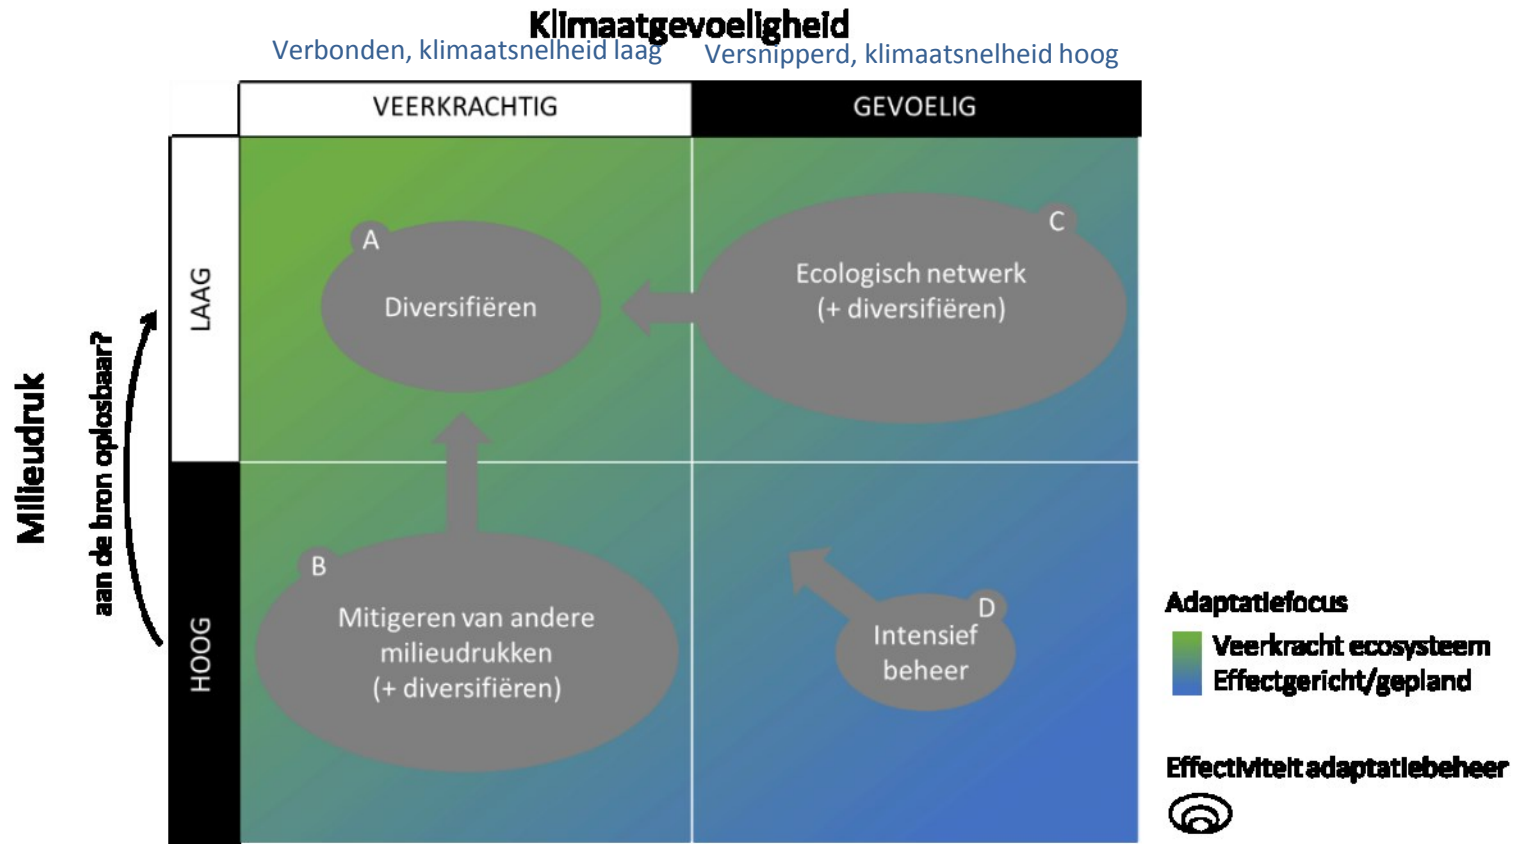 Klimaatgevoeligheid
Verbonden, klimaatsnelheid laag
Versnipperd, klimaatsnelheid hoog
VEERKRACHTIG
GEVOELIG
Milieudruk
aan de bron oplosbaar?
LAAG
HOOG
A
Diversifiëren
C
Ecologisch netwerk
(+ diversifiëren)
B
Mitigeren van andere
milieudrukken
(+ diversifiëren)
D
Intensief
beheer
Adaptatiefocus
Veerkracht ecosysteem
Effectgericht/gepland
Effectiviteit adaptatiebeheer